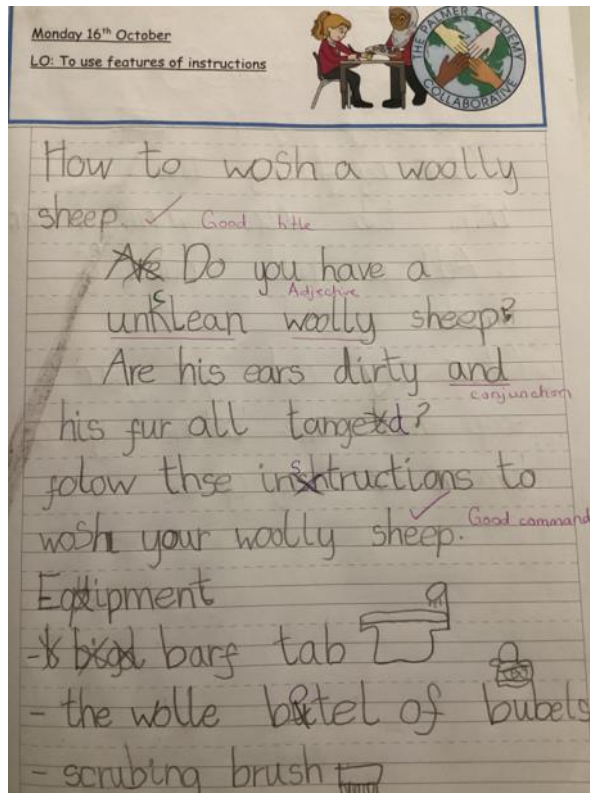 Monday 16th October
LO: To use features of instructions
THE PALMER ACADEMY
COLLABORATIVE
How to wosh a woolly
sheep. ✓ Good title
Do you have a
Adjective
unclean woolly sheep?
Are his ears dirty and
conjunction
his fur all tanged?
folow thse instructions to
wosh your woolly sheep. ✓ Good command
Equipment
- barf tab
- the wolle botel of bubels
- scrubing brush